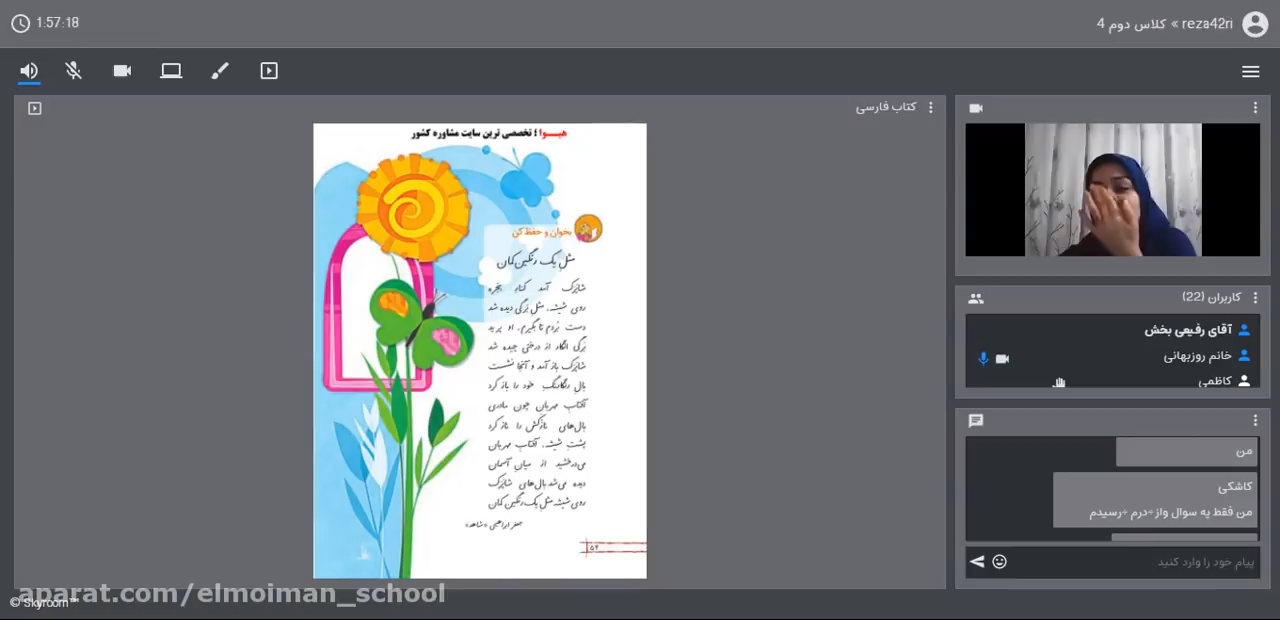 1:57:18
reza42ri » کلاس دوم 4
کتاب فارسی
هیـــوا ؛ تخصصی ترین سایت مشاوره کشور
بخوان و حفظ کن
مثلِ یک رنگین کمان
شاپرک آمد کنارِ پنجره
روی شیشه، مثل برگی دیده شد
دست بُردم تا بگیرم، او پرید
برگی انگار از درختی چیده شد
شاپرک باز آمد و آنجا نشست
بالِ رنگارنگِ خود را باز کرد
آفتابِ مهربان چون مادری
بال‌های نازکش را ناز کرد
پشتِ شیشه، آفتابِ مهربان
می‌درخشید از میانِ آسمان
دیده می‌شد بال‌های شاپرک
روی شیشه مثل یک رنگین کمان
جعفر ابراهیمی «شاهد»
۵۴
کاربران (22)
آقای رفیعی بخش
خانم روزبهانی
کاظمی
من
کاشکی
من فقط یه سوال واز÷درم ÷رسیدم
پیام خود را وارد کنید
aparat.com/elmoiman_school
© Skyroom™